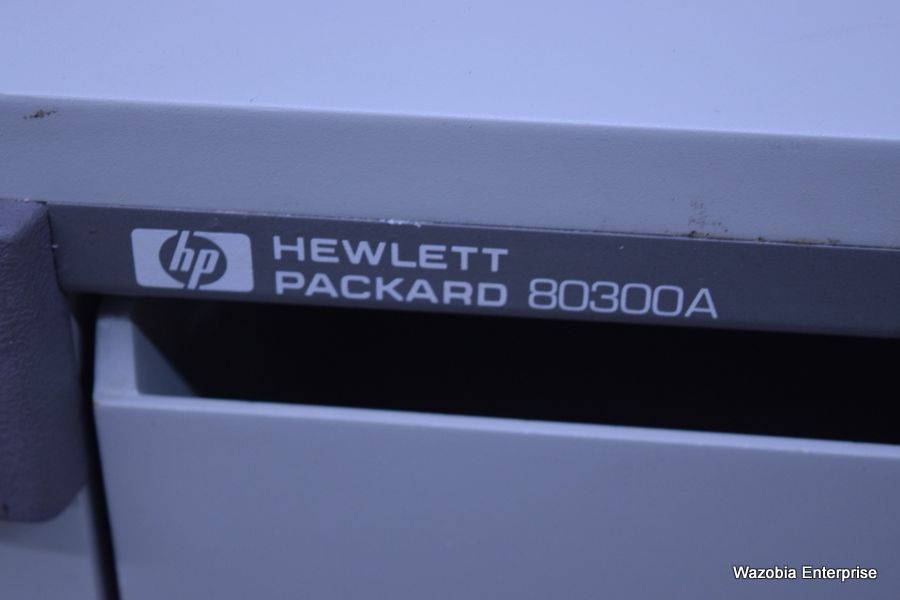 hp HEWLETT
PACKARD 80300A
Wazobia Enterprise